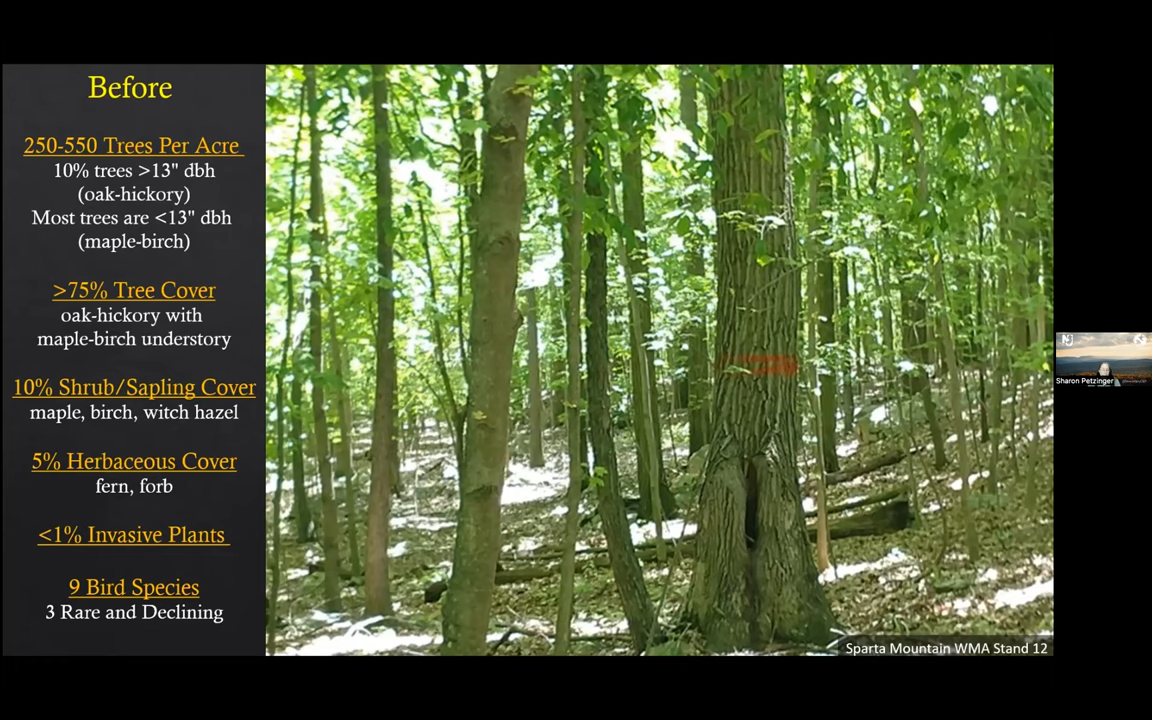 Before
250-550 Trees Per Acre
10% trees >13" dbh
(oak-hickory)
Most trees are <13" dbh
(maple-birch)
>75% Tree Cover
oak-hickory with
maple-birch understory
10% Shrub/Sapling Cover
maple, birch, witch hazel
5% Herbaceous Cover
fern, forb
<1% Invasive Plants
9 Bird Species
3 Rare and Declining
Sparta Mountain WMA Stand 12
Sharon Petzinger